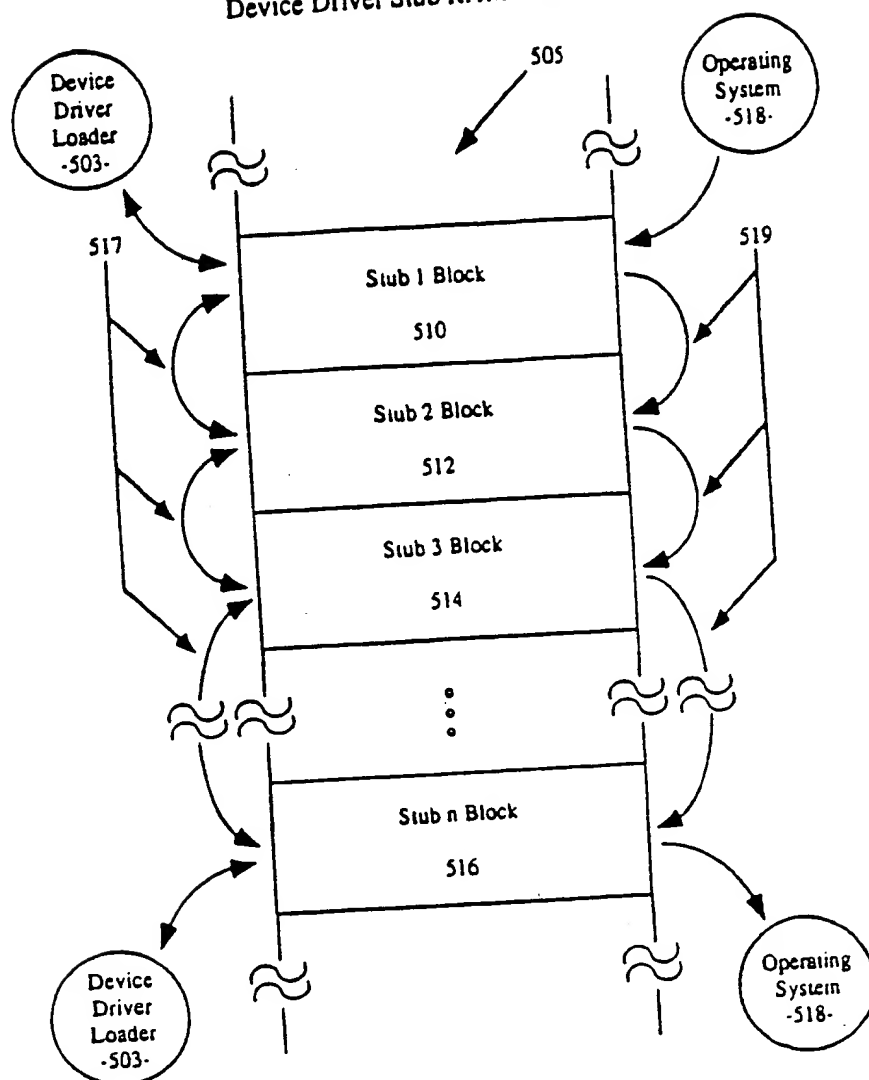 Device Driver Stub
505
Device
Driver
Loader
-503-
Operating
System
-518-
517
519
Stub 1 Block
510
Stub 2 Block
512
Stub 3 Block
514
Stub n Block
516
Device
Driver
Loader
-503-
Operating
System
-518-